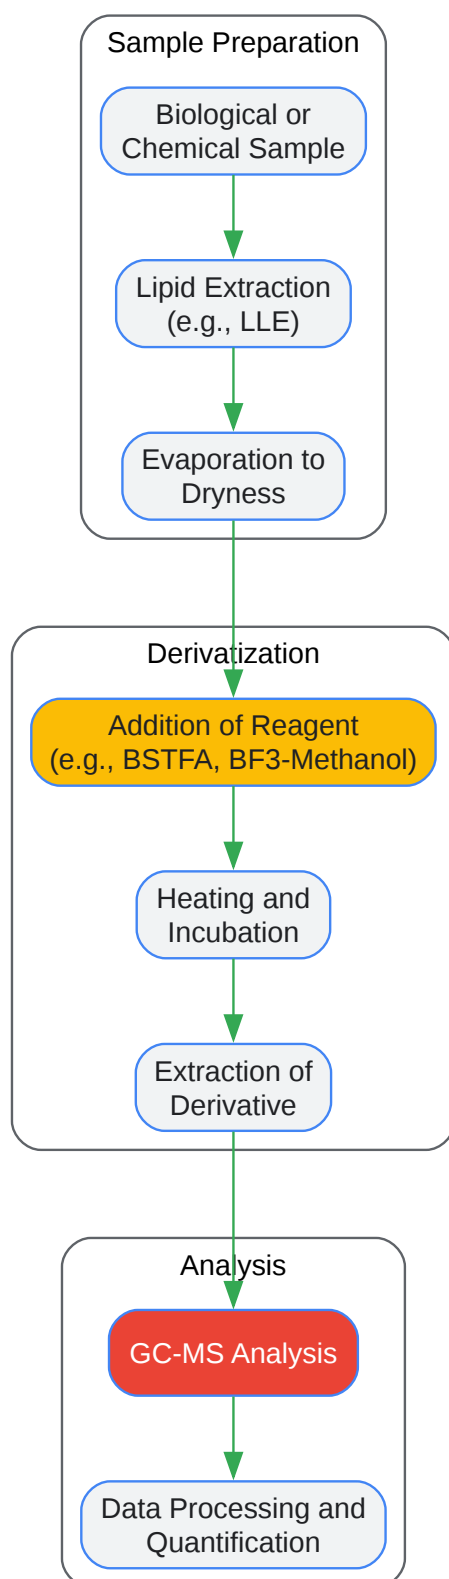 Sample Preparation
Biological or
Chemical Sample
Lipid Extraction
(e.g., LLE)
Evaporation to
Dryness
Derivatization
Addition of Reagent
(e.g., BSTFA, BF3-Methanol)
Heating and
Incubation
Extraction of
Derivative
Analysis
GC-MS Analysis
Data Processing and
Quantification